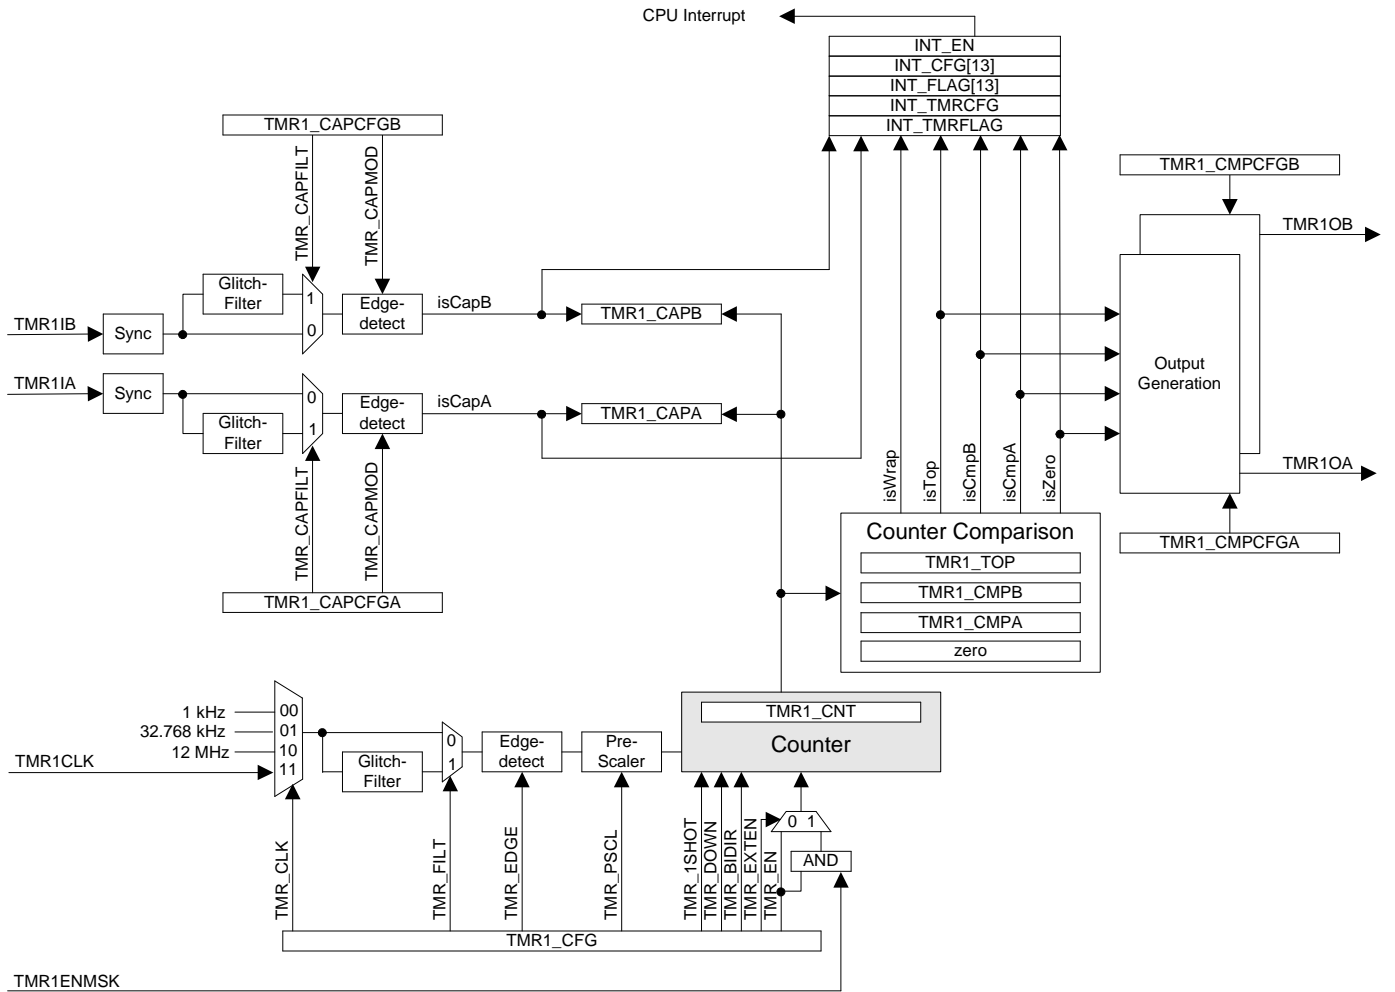 CPU Interrupt
INT_EN
INT_CFG[13]
INT_FLAG[13]
INT_TMRCFG
INT_TMRFLAG
TMR1_CAPCFGB
TMR_CAPFILT
TMR_CAPMOD
TMR1_CMPCFGB
TMR1OB
TMR1IB
Sync
Glitch-
Filter
1
0
Edge-
detect
isCapB
TMR1_CAPB
TMR1IA
Sync
Glitch-
Filter
0
1
Edge-
detect
isCapA
TMR1_CAPA
Output
Generation
TMR1OA
TMR1_CMPCFGA
TMR_CAPFILT
TMR_CAPMOD
TMR1_CAPCFGA
isWrap
isTop
isCmpB
isCmpA
isZero
Counter Comparison
TMR1_TOP
TMR1_CMPB
TMR1_CMPA
zero
1 kHz
32.768 kHz
12 MHz
TMR1CLK
00
01
10
11
Glitch-
Filter
0
1
Edge-
detect
Pre-
Scaler
TMR1_CNT
Counter
TMR_CLK
TMR_FILT
TMR_EDGE
TMR_PSCL
TMR_1SHOT
TMR_DOWN
TMR_BIDIR
TMR_EXTEN
TMR_EN
0 1
AND
TMR1_CFG
TMR1ENMSK